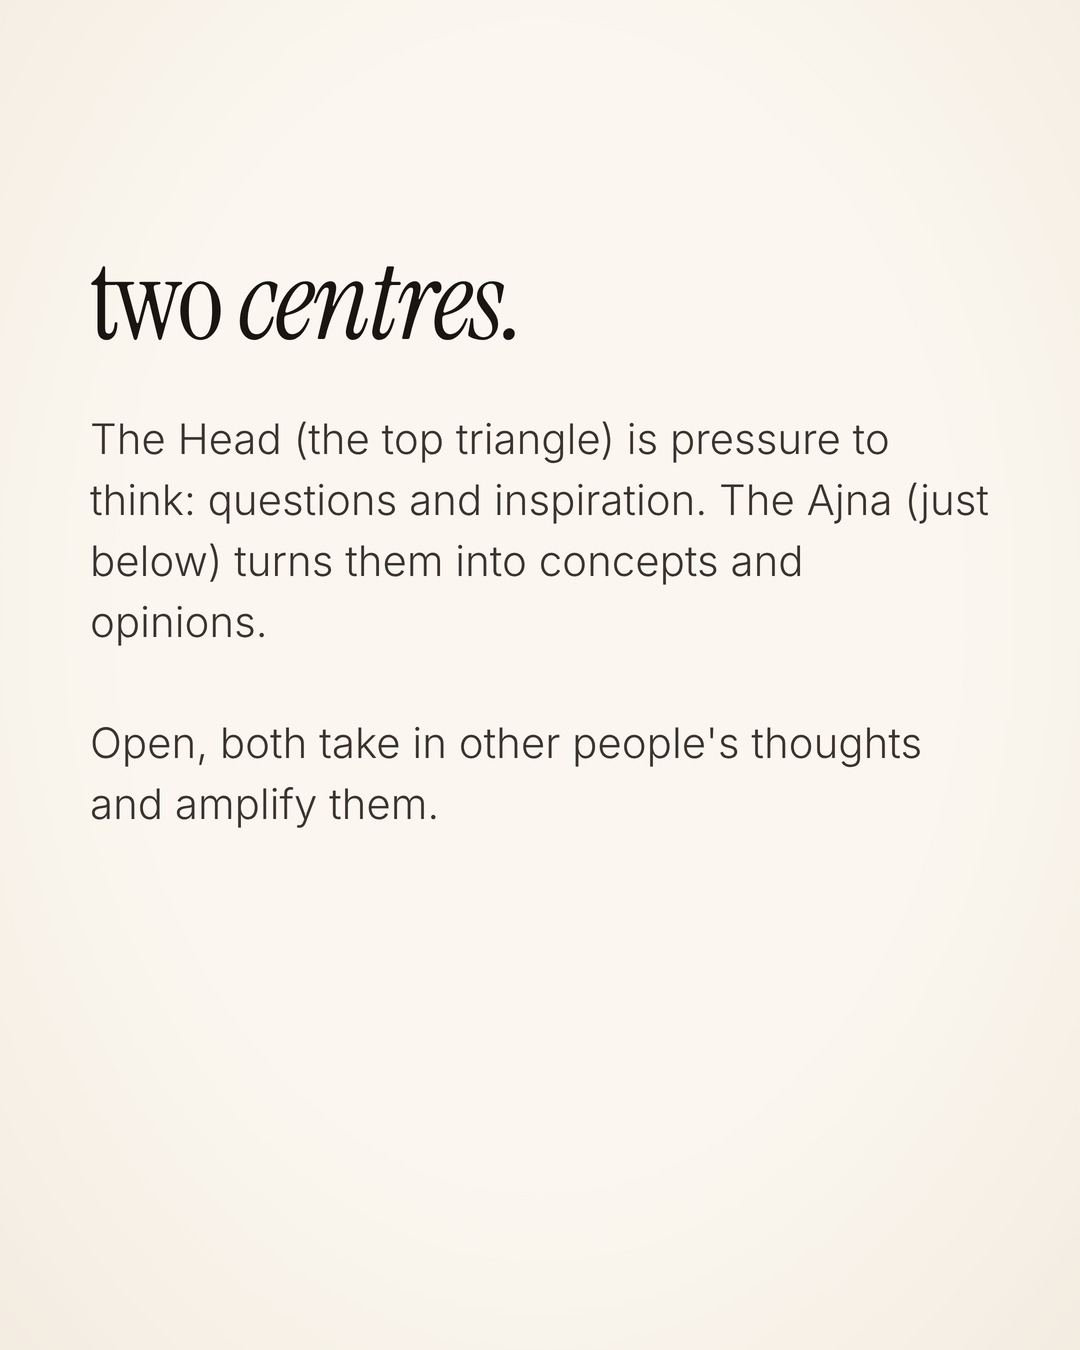 two centres.
The Head (the top triangle) is pressure to
think: questions and inspiration. The Ajna (just
below) turns them into concepts and
opinions.
Open, both take in other people's thoughts
and amplify them.